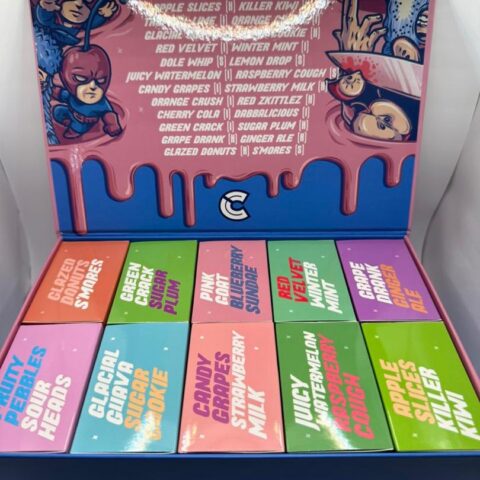 APPLE SLICES [H] KILLER KIWI
ORANGE
GLACIAL
RED VELVET [I] WINTER MINT [I]
DOLE WHIP [S] LEMON DROP [S]
JUICY WATERMELON [I] RASPBERRY COUGH [S]
CANDY GRAPES [I] STRAWBERRY MILK [H]
ORANGE CRUSH [I] RED ZKITTLEZ [H]
CHERRY COLA [I] DABBALICIOUS [I]
GREEN CRACK [I] SUGAR PLUM [H]
GRAPE DRANK [H] GINGER ALE [H]
GLAZED DONUTS [H] S'MORES [S]
C
GLAZED
DONUTS
S'MORES
GREEN
CRACK
SUGAR
PLUM
PINK
GART
BLUEBERRY
SUNDAE
RED
VELVET
WINTER
MINT
GRAPE
DRANK
GINGER
ALE
FRUITY
PEBBLES
SOUR
HEADS
GLACIAL
GUAVA
SUGAR
COOKIE
CANDY
GRAPES
STRAWBERRY
MILK
JUICY
WATERMELON
RASPBERRY
COUGH
APPLE
SLICES
KILLER
KIWI